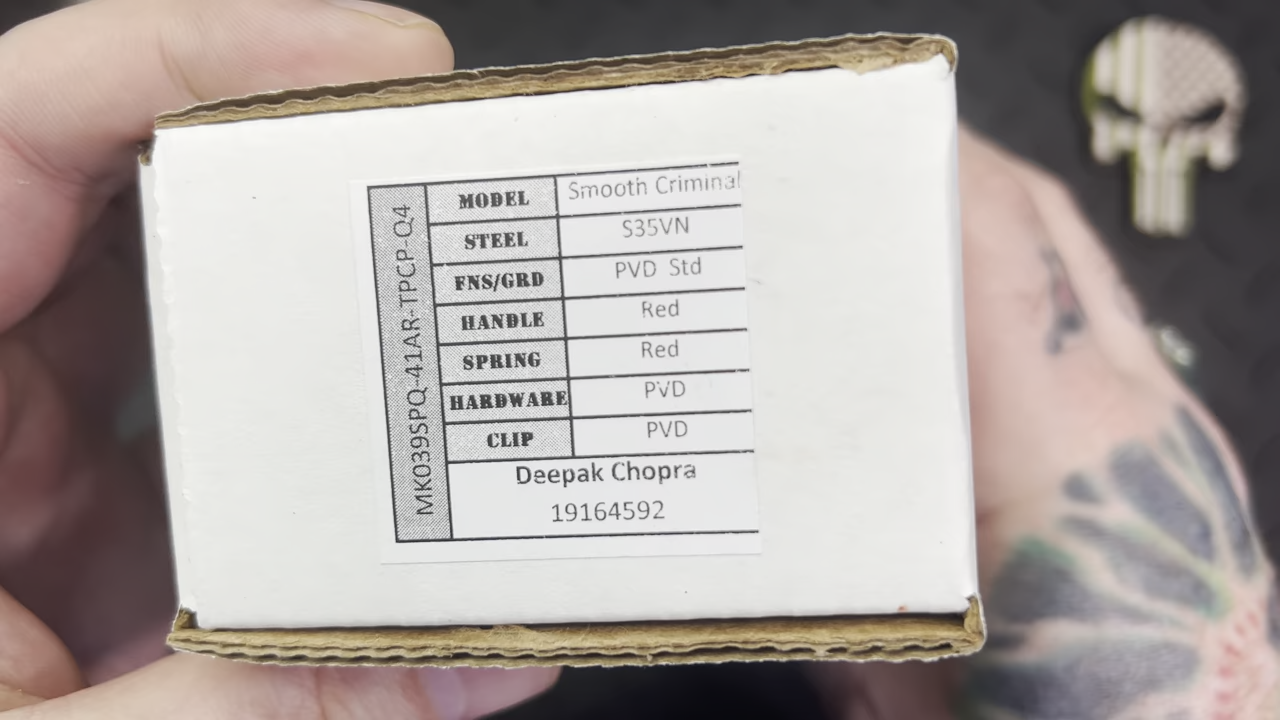 MK039SPQ-41AR-TPCP-Q4
MODEL Smooth Criminal
STEEL S35VN
FNS/GRD PVD Std
HANDLE Red
SPRING Red
HARDWARE PVD
CLIP PVD
Deepak Chopra
19164592